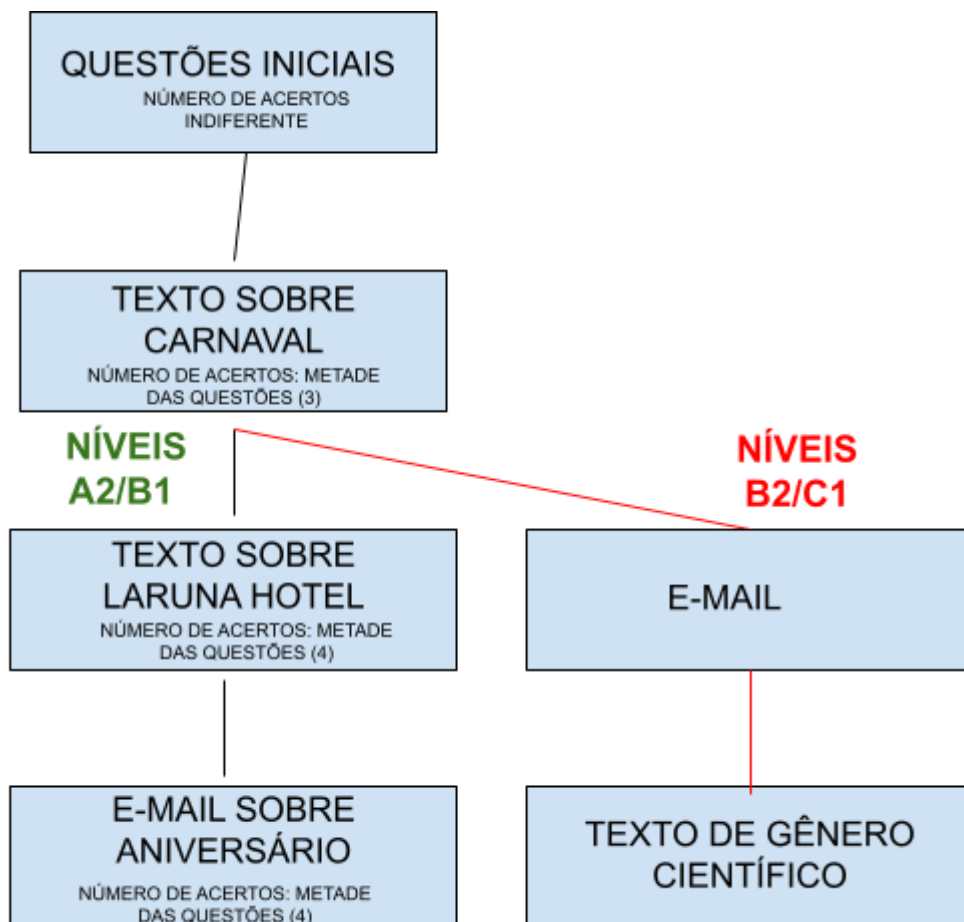 QUESTÕES INICIAIS
NÚMERO DE ACERTOS
INDIFERENTE
TEXTO SOBRE
CARNAVAL
NÚMERO DE ACERTOS: METADE
DAS QUESTÕES (3)
NÍVEIS
A2/B1
NÍVEIS
B2/C1
TEXTO SOBRE
LARUNA HOTEL
NÚMERO DE ACERTOS: METADE
DAS QUESTÕES (4)
E-MAIL
E-MAIL SOBRE
ANIVERSÁRIO
NÚMERO DE ACERTOS: METADE
DAS QUESTÕES (4)
TEXTO DE GÊNERO
CIENTÍFICO